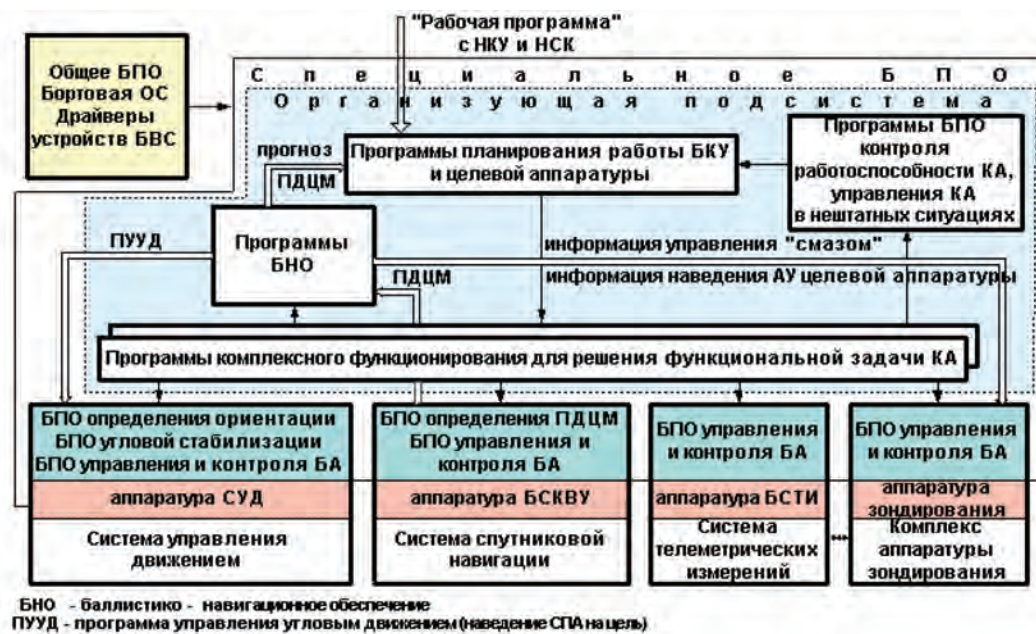 "Рабочая программа"
с НКУ и НСК
Общее БПО
Бортовая ОС
Драйверы
устройств БВС
Специальное БПО
Организующая подсистема
Программы планирования работы БКУ
и целевой аппаратуры
Программы БПО
контроля
работоспособности КА,
управления КА
в нештатных ситуациях
прогноз
ПДЦМ
ПУУД
Программы
БНО
ПДЦМ
информация управления "смазом"
информация наведения АУ целевой аппаратуры
Программы комплексного функционирования для решения функциональной задачи КА
БПО определения ориентации
БПО угловой стабилизации
БПО управления и контроля БА
аппаратура СУД
Система управления
движением
БПО определения ПДЦМ
БПО управления и
контроля БА
аппаратура БСКВУ
Система спутниковой
навигации
БПО управления
и контроля БА
аппаратура БСТИ
Система
телеметрических
измерений
БПО управления
и контроля БА
аппаратура
зондирования
Комплекс
аппаратуры
зондирования
БНО - баллистико - навигационное обеспечение
ПУУД - программа управления угловым движением (наведение СПА на цель)